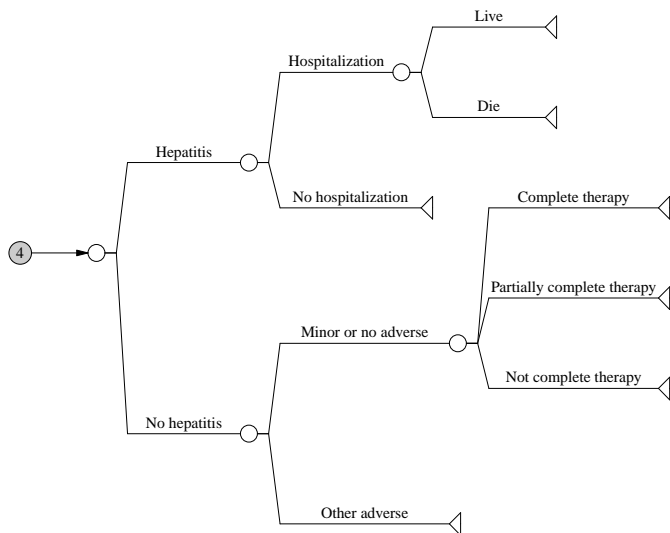 Live
Hospitalization
Die
Hepatitis
No hospitalization
Complete therapy
4
Partially complete therapy
Minor or no adverse
Not complete therapy
No hepatitis
Other adverse